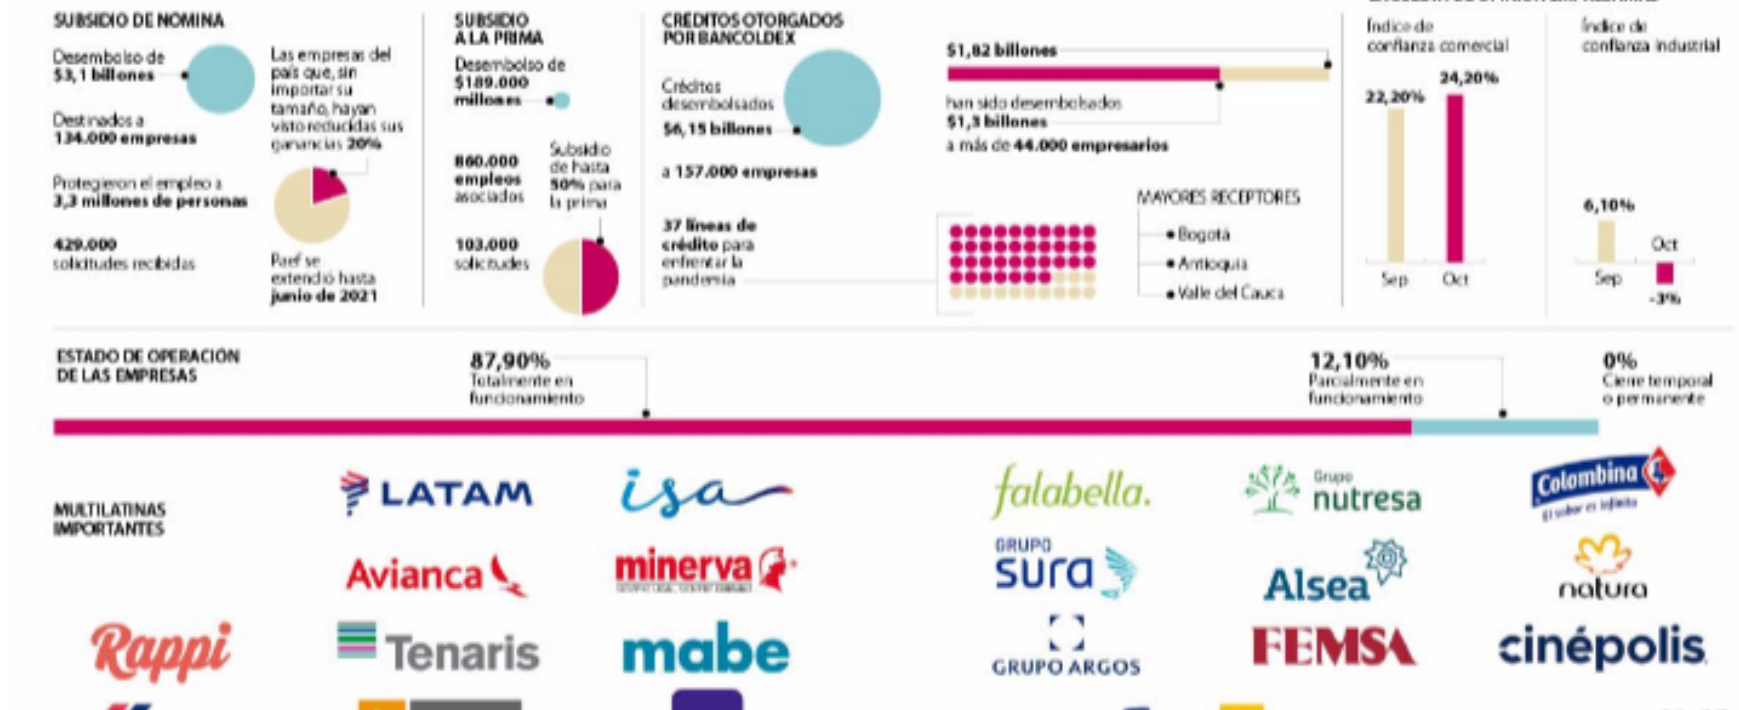 SUBSIDIO DE NOMINA
Desembolso de
$3,1 billones
Destinados a
134.000 empresas
Protegieron el empleo a
3,3 millones de personas
429.000
solicitudes recibidas
Las empresas del
país que, sin
importar su
tamaño, hayan
visto reducidas sus
ganancias 20%
Paef se
extendió hasta
junio de 2021
SUBSIDIO
A LA PRIMA
Desembolso de
$189.000
millones
860.000
empleos
asociados
103.000
solicitudes
Subsidio
de hasta
50% para
la prima
CRÉDITOS OTORGADOS
POR BANCOLDEX
Créditos
desembolsados
$6,15 billones
a 157.000 empresas
37 líneas de
crédito para
enfrentar la
pandemia
$1,82 billones
han sido desembolsados
$1,3 billones
a más de 44.000 empresarios
MAYORES RECEPTORES
Bogotá
Antioquia
Valle del Cauca
Índice de
confianza comercial
22,20%
24,20%
Sep
Oct
Índice de
confianza industrial
6,10%
Sep
Oct
-3%
ESTADO DE OPERACIÓN
DE LAS EMPRESAS
87,90%
Totalmente en
funcionamiento
12,10%
Parcialmente en
funcionamiento
0%
Cierre temporal
o permanente
MULTILATINAS
IMPORTANTES
LATAM
isa
falabella.
Grupo
nutresa
Colombina
El sabor es infinito
Avianca
minerva
GRUPO
sura
Alsea
natura
Rappi
Tenaris
mabe
GRUPO ARGOS
FEMSA
cinépolis